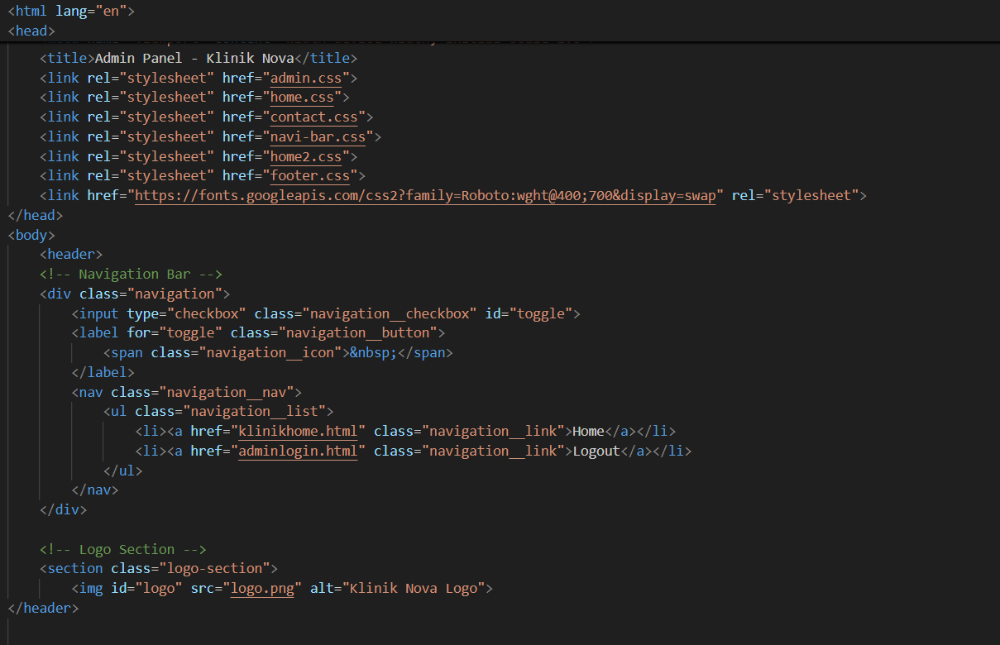 <html lang="en">
<head>
    <title>Admin Panel - Klinik Nova</title>
    <link rel="stylesheet" href="admin.css">
    <link rel="stylesheet" href="home.css">
    <link rel="stylesheet" href="contact.css">
    <link rel="stylesheet" href="navi-bar.css">
    <link rel="stylesheet" href="home2.css">
    <link rel="stylesheet" href="footer.css">
    <link href="https://fonts.googleapis.com/css2?family=Roboto:wght@400;700&display=swap" rel="stylesheet">
</head>
<body>
    <header>
    <!-- Navigation Bar -->
    <div class="navigation">
        <input type="checkbox" class="navigation__checkbox" id="toggle">
        <label for="toggle" class="navigation__button">
            <span class="navigation__icon">&nbsp;</span>
        </label>
        <nav class="navigation__nav">
            <ul class="navigation__list">
                <li><a href="klinikhome.html" class="navigation__link">Home</a></li>
                <li><a href="adminlogin.html" class="navigation__link">Logout</a></li>
            </ul>
        </nav>
    </div>

    <!-- Logo Section -->
    <section class="logo-section">
        <img id="logo" src="logo.png" alt="Klinik Nova Logo">
</header>